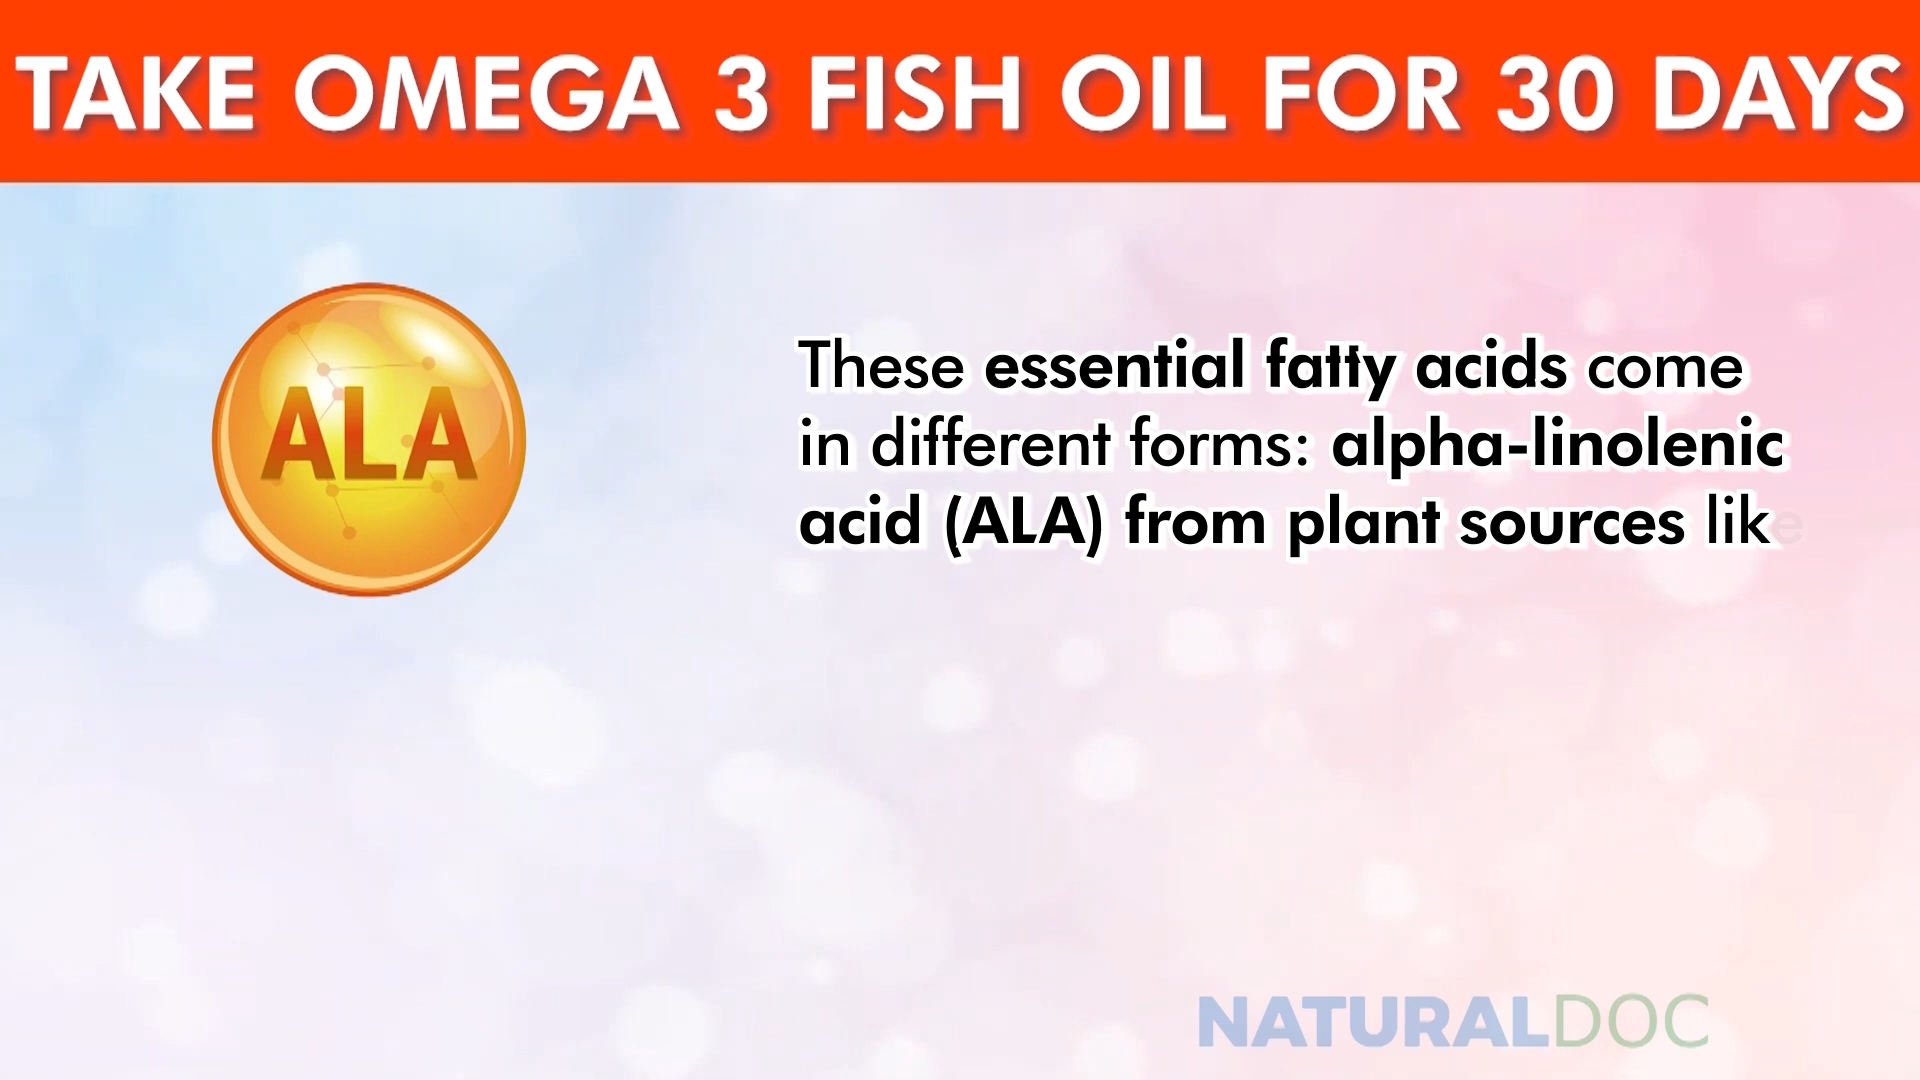 TAKE OMEGA 3 FISH OIL FOR 30 DAYS
ALA
These essential fatty acids come
in different forms: alpha-linolenic
acid (ALA) from plant sources like
NATURALDOC